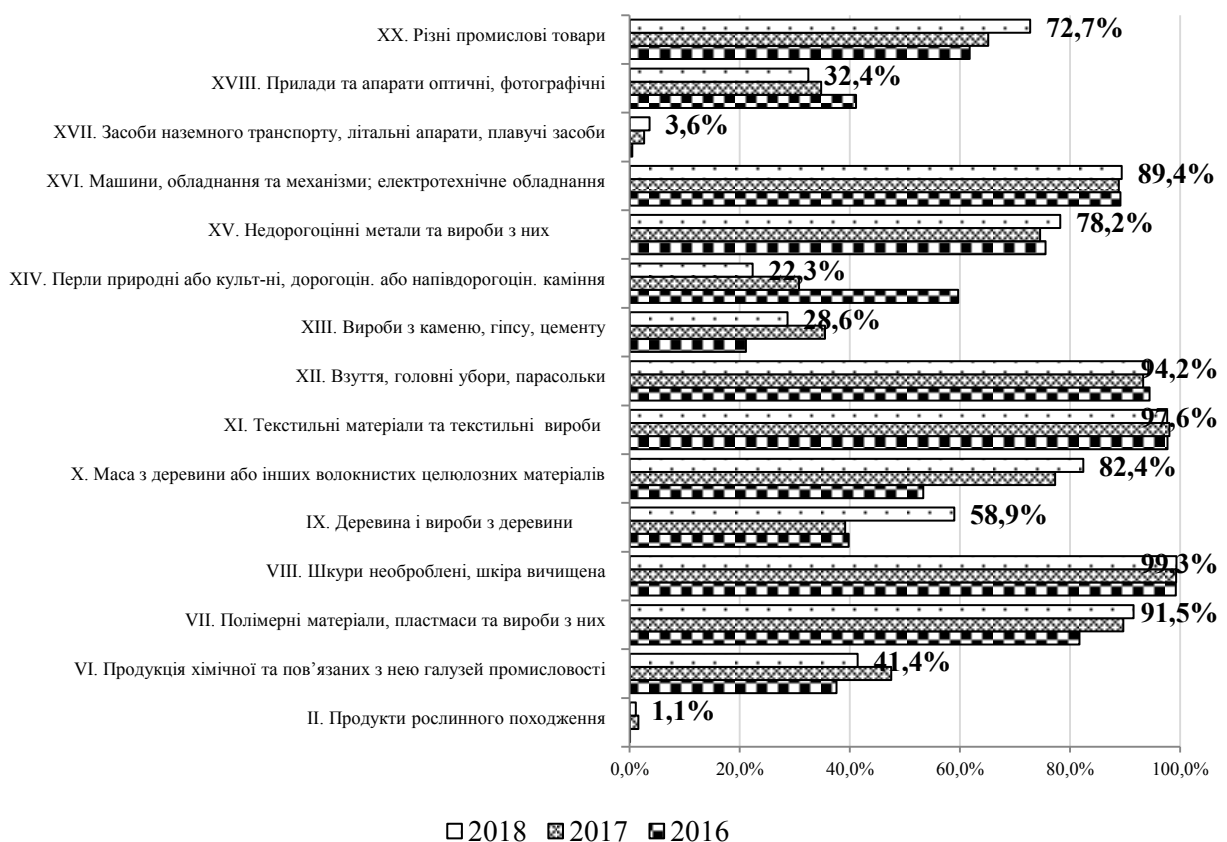 XX. Різні промислові товари
72,7%
XVIII. Прилади та апарати оптичні, фотографічні
32,4%
XVII. Засоби наземного транспорту, літальні апарати, плавучі засоби
3,6%
XVI. Машини, обладнання та механізми; електротехнічне обладнання
89,4%
XV. Недорогоцінні метали та вироби з них
78,2%
XIV. Перли природні або культ-ні, дорогоцін. або напівдорогоцін. каміння
22,3%
XIII. Вироби з каменю, гіпсу, цементу
28,6%
XII. Взуття, головні убори, парасольки
94,2%
XI. Текстильні матеріали та текстильні вироби
97,6%
X. Маса з деревини або інших волокнистих целюлозних матеріалів
82,4%
IX. Деревина і вироби з деревини
58,9%
VIII. Шкури необроблені, шкіра вичищена
99,3%
VII. Полімерні матеріали, пластмаси та вироби з них
91,5%
VI. Продукція хімічної та пов’язаних з нею галузей промисловості
41,4%
II. Продукти рослинного походження
1,1%
0,0% 20,0% 40,0% 60,0% 80,0% 100,0%
2018 2017 2016